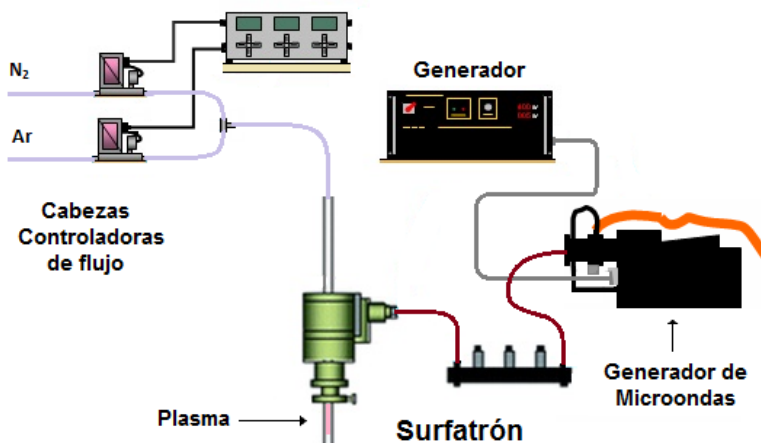 N₂
Ar
Cabezas
Controladoras
de flujo
Generador
Generador de
Microondas
Plasma
Surfatrón